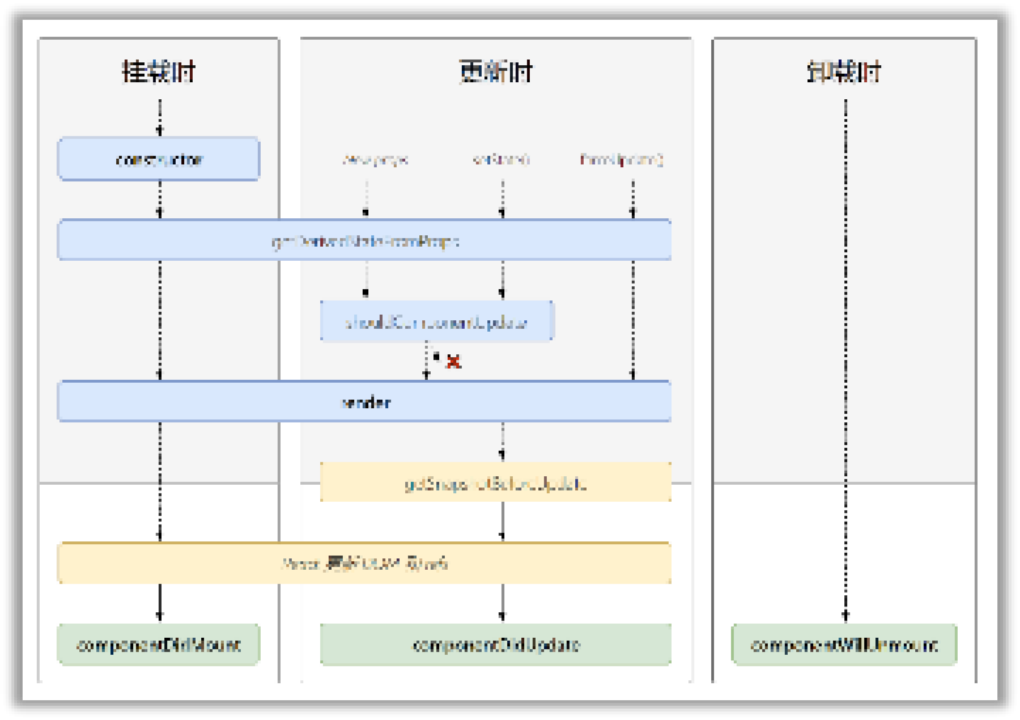 挂载时
更新时
卸载时
constructor
New props
setState()
forceUpdate()
getDerivedStateFromProps
shouldComponentUpdate
render
getSnapshotBeforeUpdate
React 更新 DOM 和 refs
componentDidMount
componentDidUpdate
componentWillUnmount